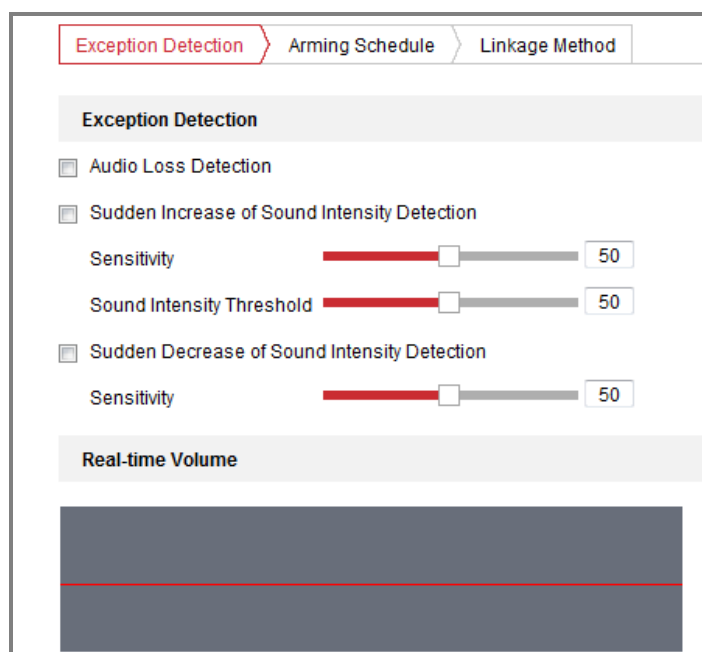 Exception Detection Arming Schedule Linkage Method
Exception Detection
Audio Loss Detection
Sudden Increase of Sound Intensity Detection
Sensitivity 50
Sound Intensity Threshold 50
Sudden Decrease of Sound Intensity Detection
Sensitivity 50
Real-time Volume